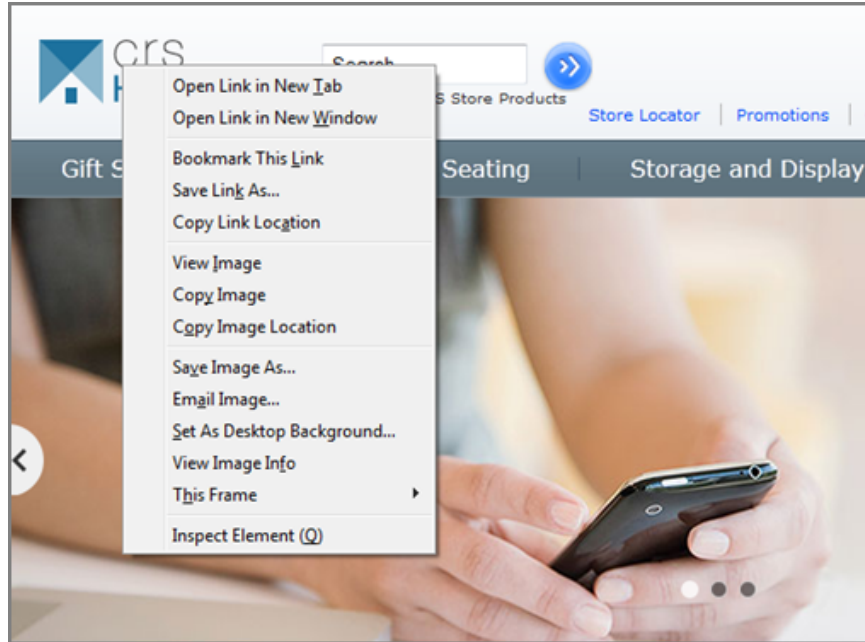 crs
Search
S Store Products
Store Locator
Promotions
Gift S
Seating
Storage and Display
Open Link in New Tab
Open Link in New Window
Bookmark This Link
Save Link As...
Copy Link Location
View Image
Copy Image
Copy Image Location
Save Image As...
Email Image...
Set As Desktop Background...
View Image Info
This Frame
Inspect Element (Q)